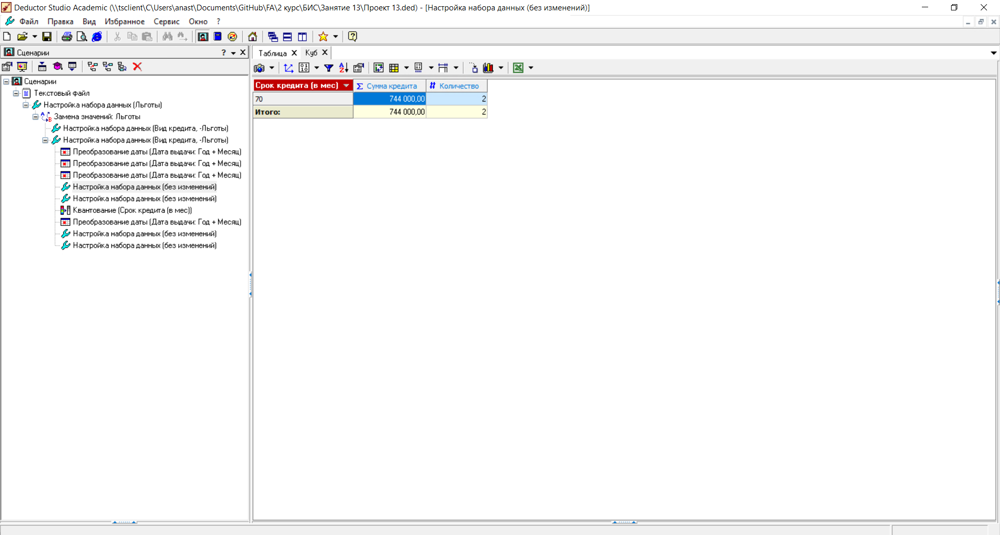 Deductor Studio Academic (\\tsclient\C\Users\anast\Documents\GitHub\FA\2 курс\БИС\Занятие 13\Проект 13.ded) - [Настройка набора данных (без изменений)]
Файл Правка Вид Избранное Сервис Окно ?
Сценарии ?
Таблица Куб
Сценарии
Текстовый файл
Настройка набора данных (Льготы)
Замена значений: Льготы
Настройка набора данных (Вид кредита, -Льготы)
Настройка набора данных (Вид кредита, -Льготы)
Преобразование даты (Дата выдачи: Год + Месяц)
Преобразование даты (Дата выдачи: Год + Месяц)
Преобразование даты (Дата выдачи: Год + Месяц)
Настройка набора данных (без изменений)
Настройка набора данных (без изменений)
Квантование (Срок кредита (в мес))
Преобразование даты (Дата выдачи: Год + Месяц)
Настройка набора данных (без изменений)
Настройка набора данных (без изменений)
Срок кредита (в мес) Σ Сумма кредита # Количество
70 744 000,00 2
Итого: 744 000,00 2